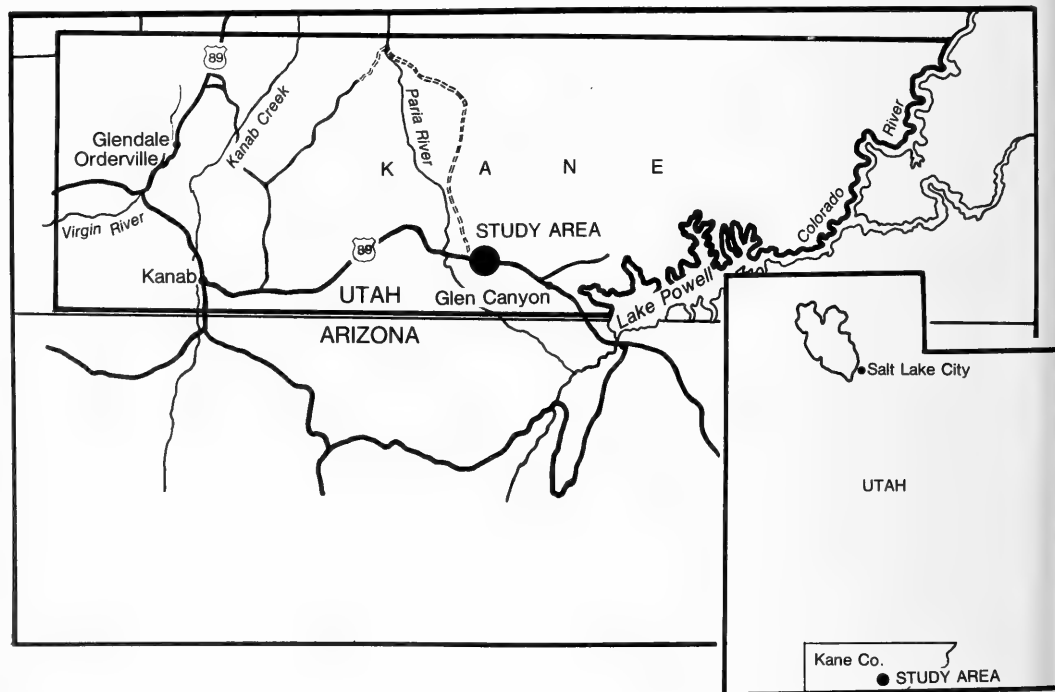 89
Glendale
Orderville
Kanab Creek
Paria River
K A N E
River
Colorado
Virgin River
STUDY AREA
89
Kanab
Glen Canyon
UTAH
Lake Powell
ARIZONA
Salt Lake City
UTAH
Kane Co.
STUDY AREA